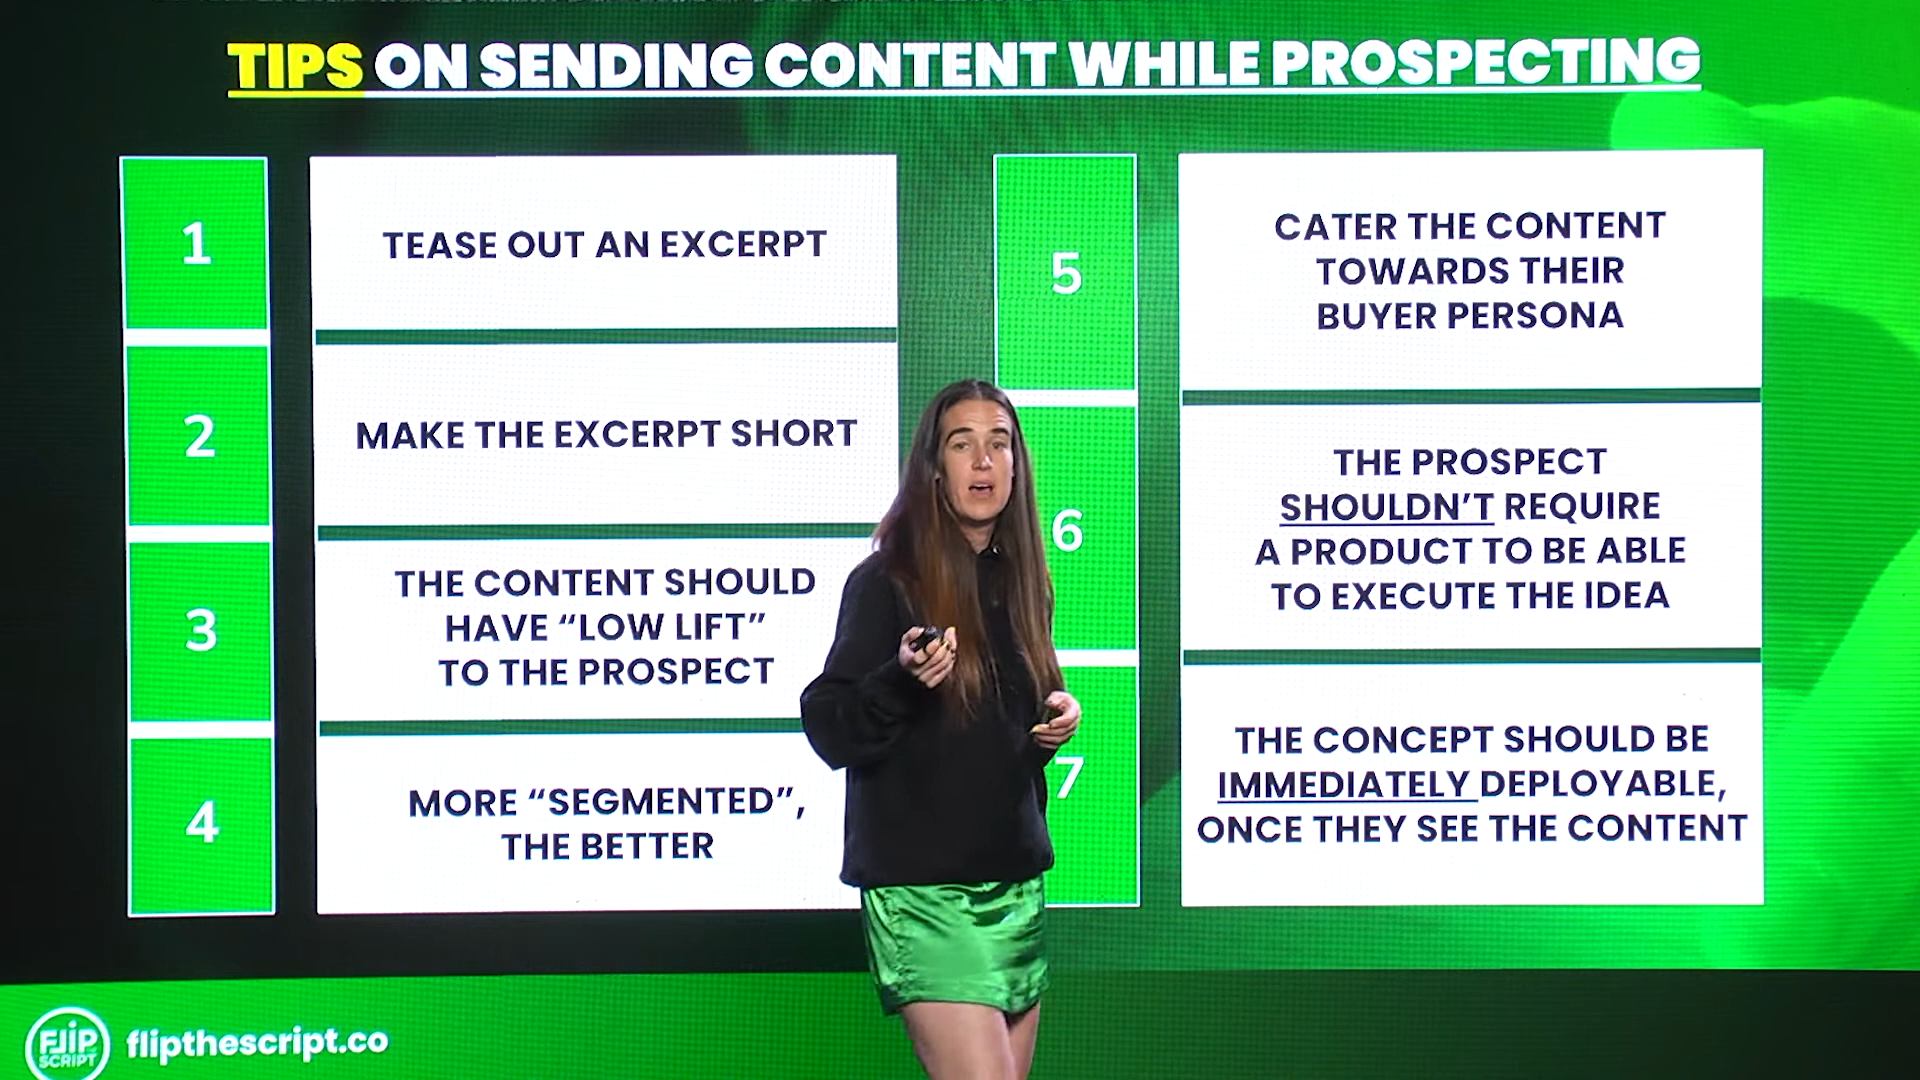 TIPS ON SENDING CONTENT WHILE PROSPECTING
1
TEASE OUT AN EXCERPT
2
MAKE THE EXCERPT SHORT
3
THE CONTENT SHOULD
HAVE “LOW LIFT”
TO THE PROSPECT
4
MORE “SEGMENTED”,
THE BETTER
5
CATER THE CONTENT
TOWARDS THEIR
BUYER PERSONA
6
THE PROSPECT
SHOULDN’T REQUIRE
A PRODUCT TO BE ABLE
TO EXECUTE THE IDEA
7
THE CONCEPT SHOULD BE
IMMEDIATELY DEPLOYABLE,
ONCE THEY SEE THE CONTENT
FLIP
SCRIPT
flipthescript.co